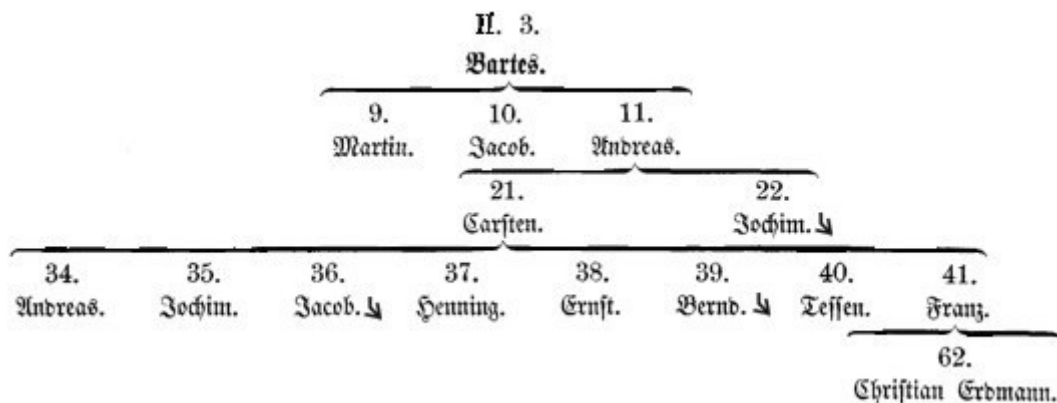 II. 3.
Bartes.
9. 10. 11.
Martin. Jacob. Andreas.
21. 22.
Carsten. Jochim.
34. 35. 36. 37. 38. 39. 40. 41.
Andreas. Jochim. Jacob. Henning. Ernst. Bernd. Tessen. Franz.
62.
Christian Erdmann.